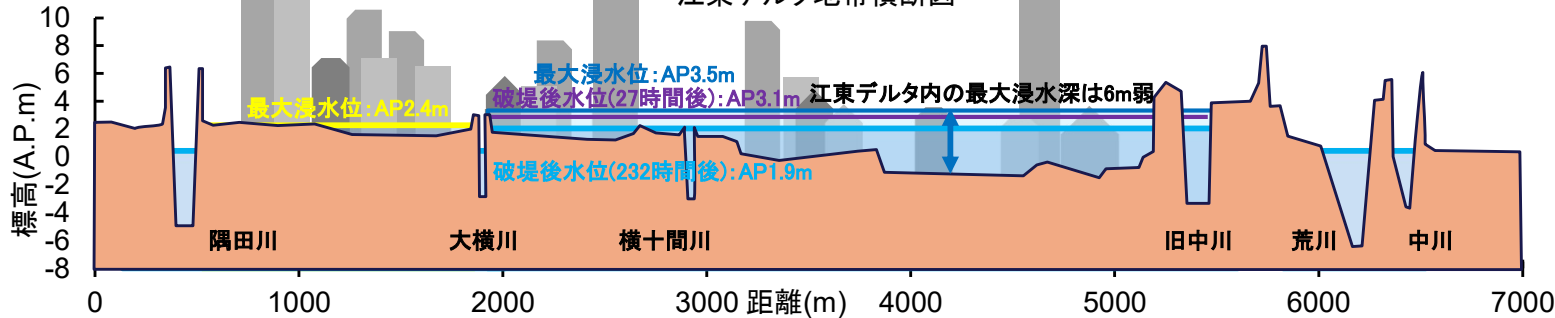 江東デルタ地帯横断図
10
8
6
4
2
0
-2
-4
-6
-8
標高(A.P.m)
最大浸水位:AP3.5m
最大浸水位:AP2.4m
破堤後水位(27時間後):AP3.1m
江東デルタ内の最大浸水深は6m弱
破堤後水位(232時間後):AP1.9m
隅田川
大横川
横十間川
旧中川
荒川
中川
0
1000
2000
3000
距離(m)
4000
5000
6000
7000